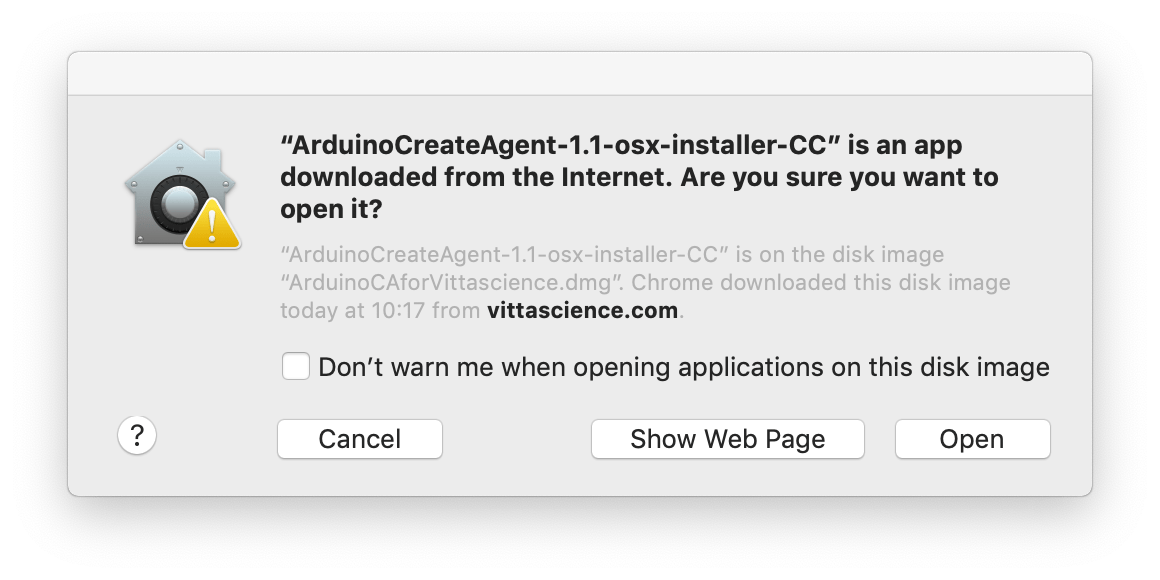 “ArduinoCreateAgent-1.1-osx-installer-CC” is an app
downloaded from the Internet. Are you sure you want to
open it?
“ArduinoCreateAgent-1.1-osx-installer-CC” is on the disk image
“ArduinoCAforVittascience.dmg”. Chrome downloaded this disk image
today at 10:17 from vittascience.com.
Don’t warn me when opening applications on this disk image
?
Cancel
Show Web Page
Open